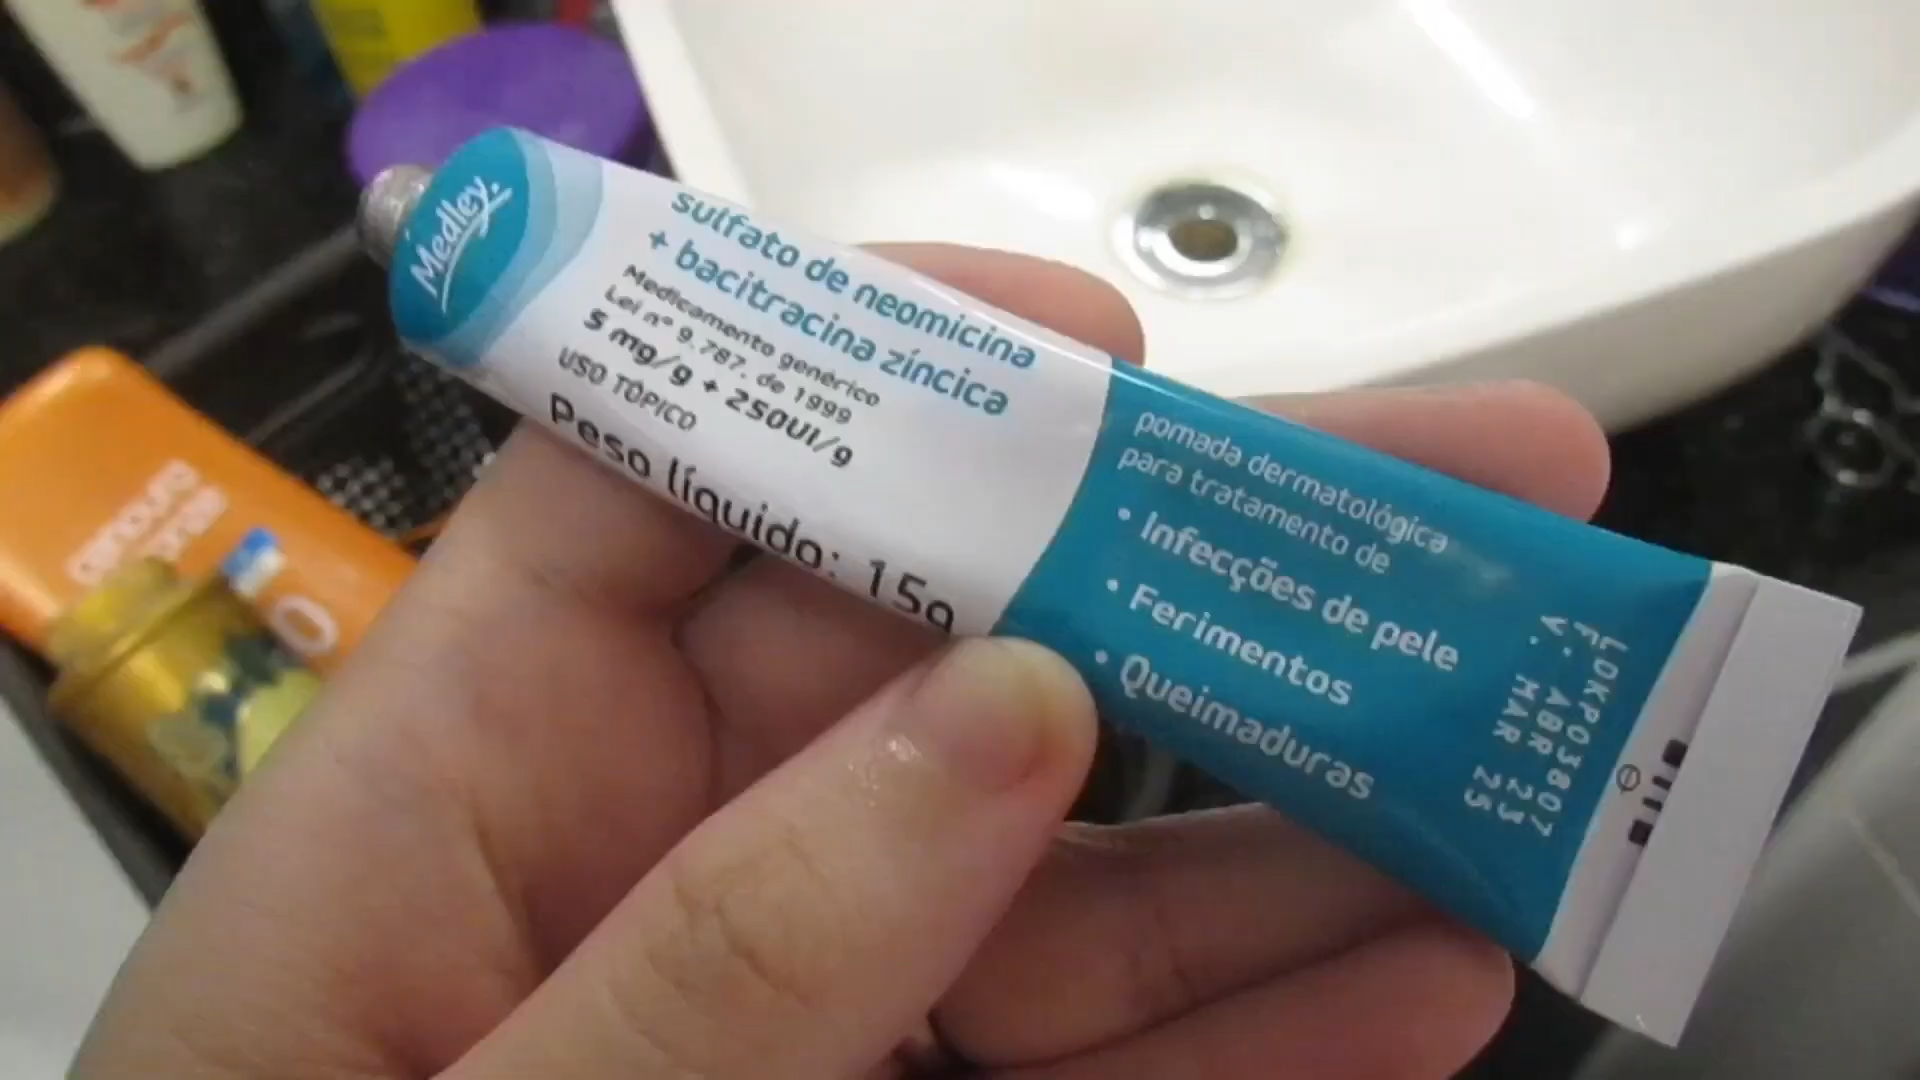 Medley.
sulfato de neomicina
+ bacitracina zíncica
Medicamento genérico
Lei nº 9.787, de 1999
5 mg/g + 250UI/g
USO TÓPICO
Peso líquido: 15g
pomada dermatológica
para tratamento de
• Infecções de pele
• Ferimentos
• Queimaduras
LDKP03807
F. ABR 23
V. MAR 25